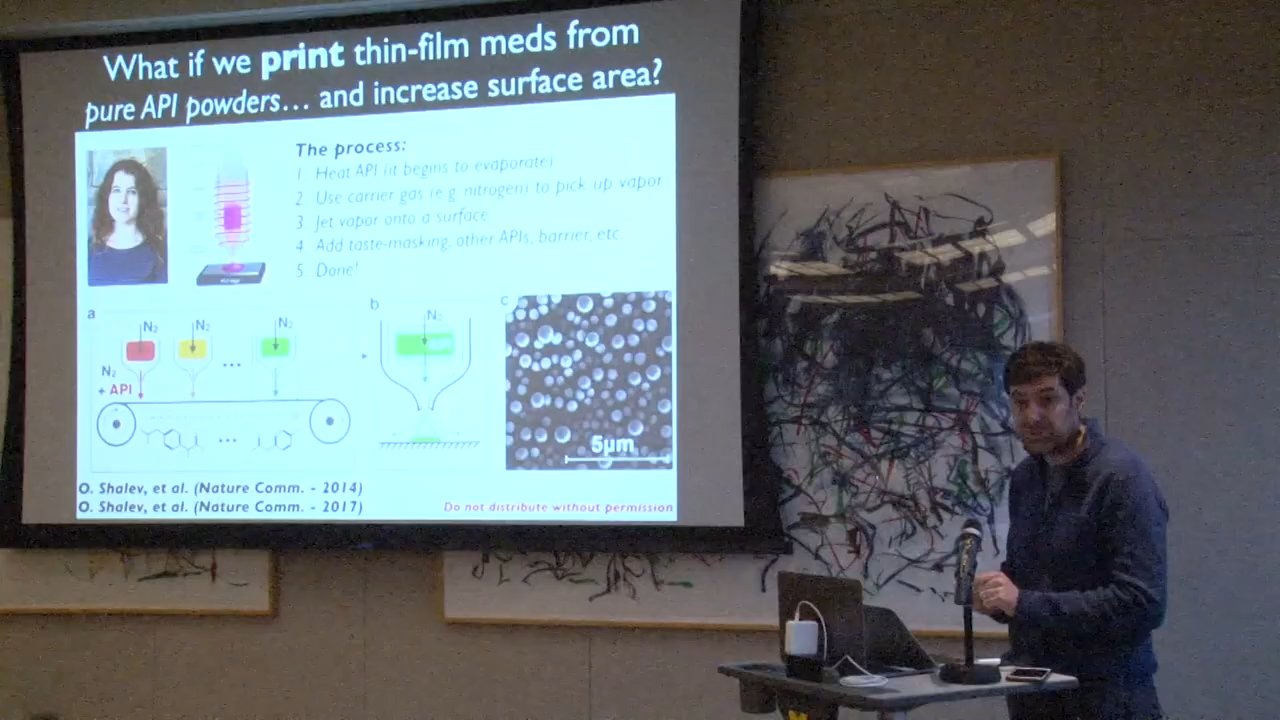 What if we print thin-film meds from
pure API powders... and increase surface area?
The process:
1 Heat API (it begins to evaporate)
2 Use carrier gas (e.g. nitrogen) to pick up vapor
3 Jet vapor onto a surface
4 Add taste-masking, other APIs, barrier, etc
5 Done!
a
N₂
N₂
N₂
...
N₂
+ API
...
b
N₂
c
5µm
O. Shalev, et al. (Nature Comm. - 2014)
O. Shalev, et al. (Nature Comm. - 2017)
Do not distribute without permission